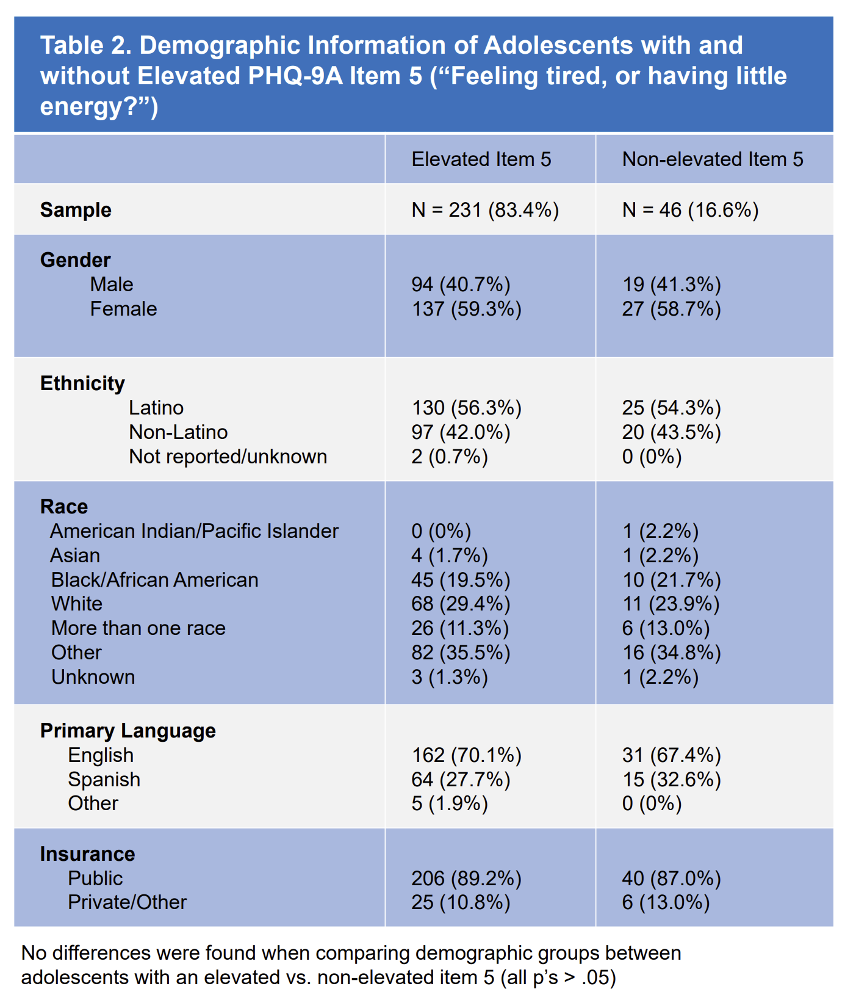 Table 2. Demographic Information of Adolescents with and
without Elevated PHQ-9A Item 5 (“Feeling tired, or having little
energy?”)
Elevated Item 5 Non-elevated Item 5
Sample N = 231 (83.4%) N = 46 (16.6%)
Gender
Male 94 (40.7%) 19 (41.3%)
Female 137 (59.3%) 27 (58.7%)
Ethnicity
Latino 130 (56.3%) 25 (54.3%)
Non-Latino 97 (42.0%) 20 (43.5%)
Not reported/unknown 2 (0.7%) 0 (0%)
Race
American Indian/Pacific Islander 0 (0%) 1 (2.2%)
Asian 4 (1.7%) 1 (2.2%)
Black/African American 45 (19.5%) 10 (21.7%)
White 68 (29.4%) 11 (23.9%)
More than one race 26 (11.3%) 6 (13.0%)
Other 82 (35.5%) 16 (34.8%)
Unknown 3 (1.3%) 1 (2.2%)
Primary Language
English 162 (70.1%) 31 (67.4%)
Spanish 64 (27.7%) 15 (32.6%)
Other 5 (1.9%) 0 (0%)
Insurance
Public 206 (89.2%) 40 (87.0%)
Private/Other 25 (10.8%) 6 (13.0%)
No differences were found when comparing demographic groups between
adolescents with an elevated vs. non-elevated item 5 (all p’s > .05)